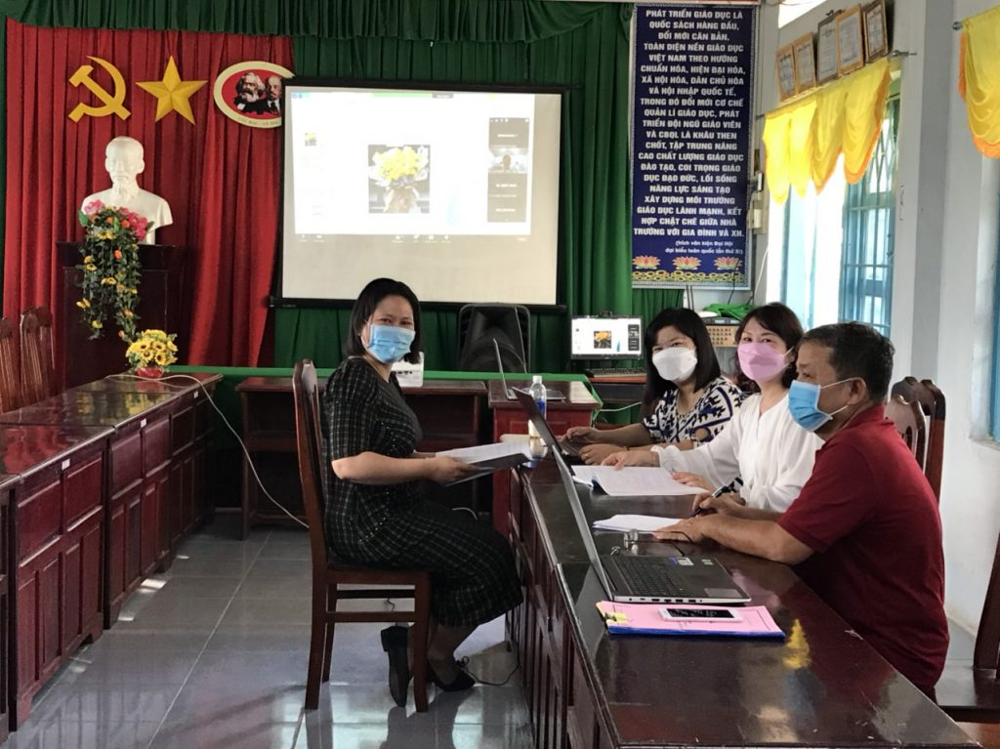 PHÁT TRIỂN GIÁO DỤC LÀ
QUỐC SÁCH HÀNG ĐẦU,
ĐỔI MỚI CĂN BẢN,
TOÀN DIỆN NỀN GIÁO DỤC
VIỆT NAM THEO HƯỚNG
CHUẨN HÓA, HIỆN ĐẠI HÓA,
XÃ HỘI HÓA, DÂN CHỦ HÓA
VÀ HỘI NHẬP QUỐC TẾ,
TRONG ĐÓ ĐỔI MỚI CƠ CHẾ
QUẢN LÍ GIÁO DỤC, PHÁT
TRIỂN ĐỘI NGŨ GIÁO VIÊN
VÀ CBQL LÀ KHÂU THEN
CHỐT, TẬP TRUNG NÂNG
CAO CHẤT LƯỢNG GIÁO DỤC
ĐÀO TẠO, COI TRỌNG GIÁO
DỤC ĐẠO ĐỨC, LỐI SỐNG
NĂNG LỰC SÁNG TẠO
XÂY DỰNG MÔI TRƯỜNG
GIÁO DỤC LÀNH MẠNH, KẾT
HỢP CHẶT CHẼ GIỮA NHÀ
TRƯỜNG VỚI GIA ĐÌNH VÀ XH.
(trích văn kiện Đại Hội
đại biểu toàn quốc lần thứ XI)